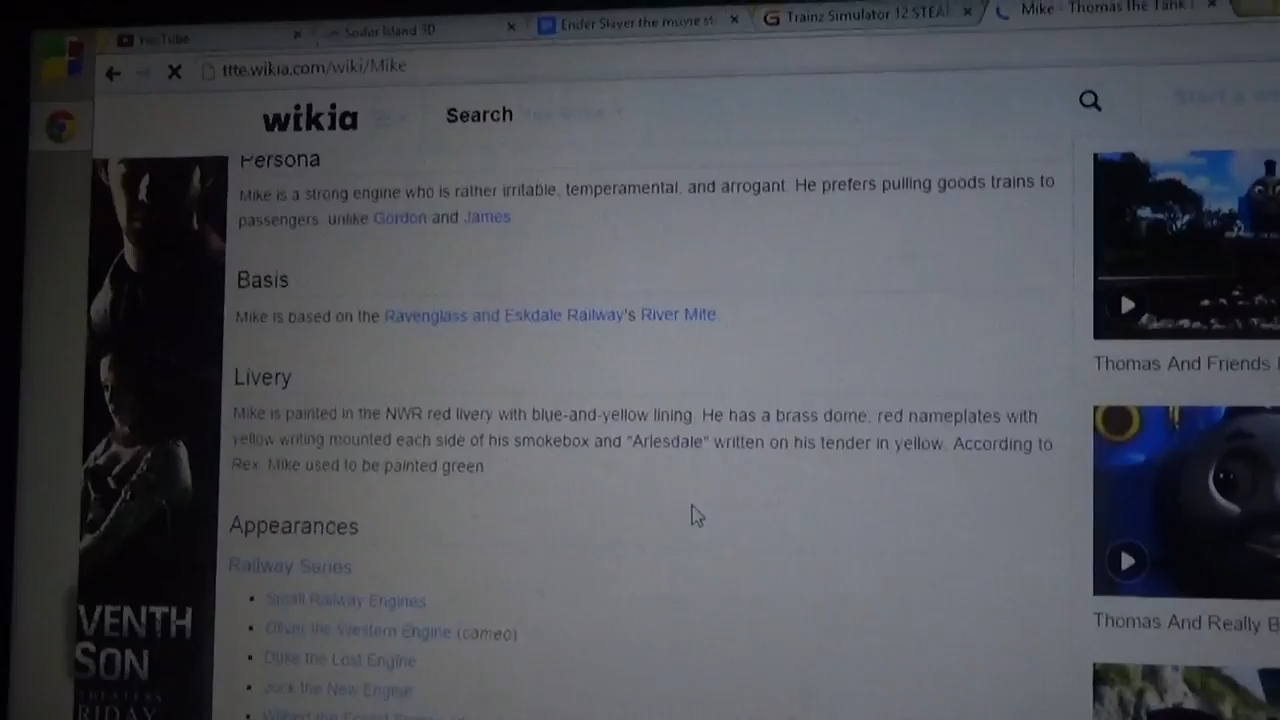 YouTube
Sodor Island 3D
Ender Slayer the movie st
Trainz Simulator 12 STEA
Mike - Thomas the Tank
ttte.wikia.com/wiki/Mike
wikia
Search
Start a
Persona
Mike is a strong engine who is rather irritable, temperamental, and arrogant. He prefers pulling goods trains to
passengers, unlike Gordon and James.
Basis
Mike is based on the Ravenglass and Eskdale Railway's River Mite.
Livery
Mike is painted in the NWR red livery with blue-and-yellow lining. He has a brass dome, red nameplates with
yellow writing mounted each side of his smokebox and "Arlesdale" written on his tender in yellow. According to
Rex, Mike used to be painted green.
Appearances
Railway Series
• Small Railway Engines
• Oliver the Western Engine (cameo)
• Duke the Lost Engine
• Jock the New Engine
Thomas And Friends
Thomas And Really B
VENTH
SON
THEATERS
RIDAY